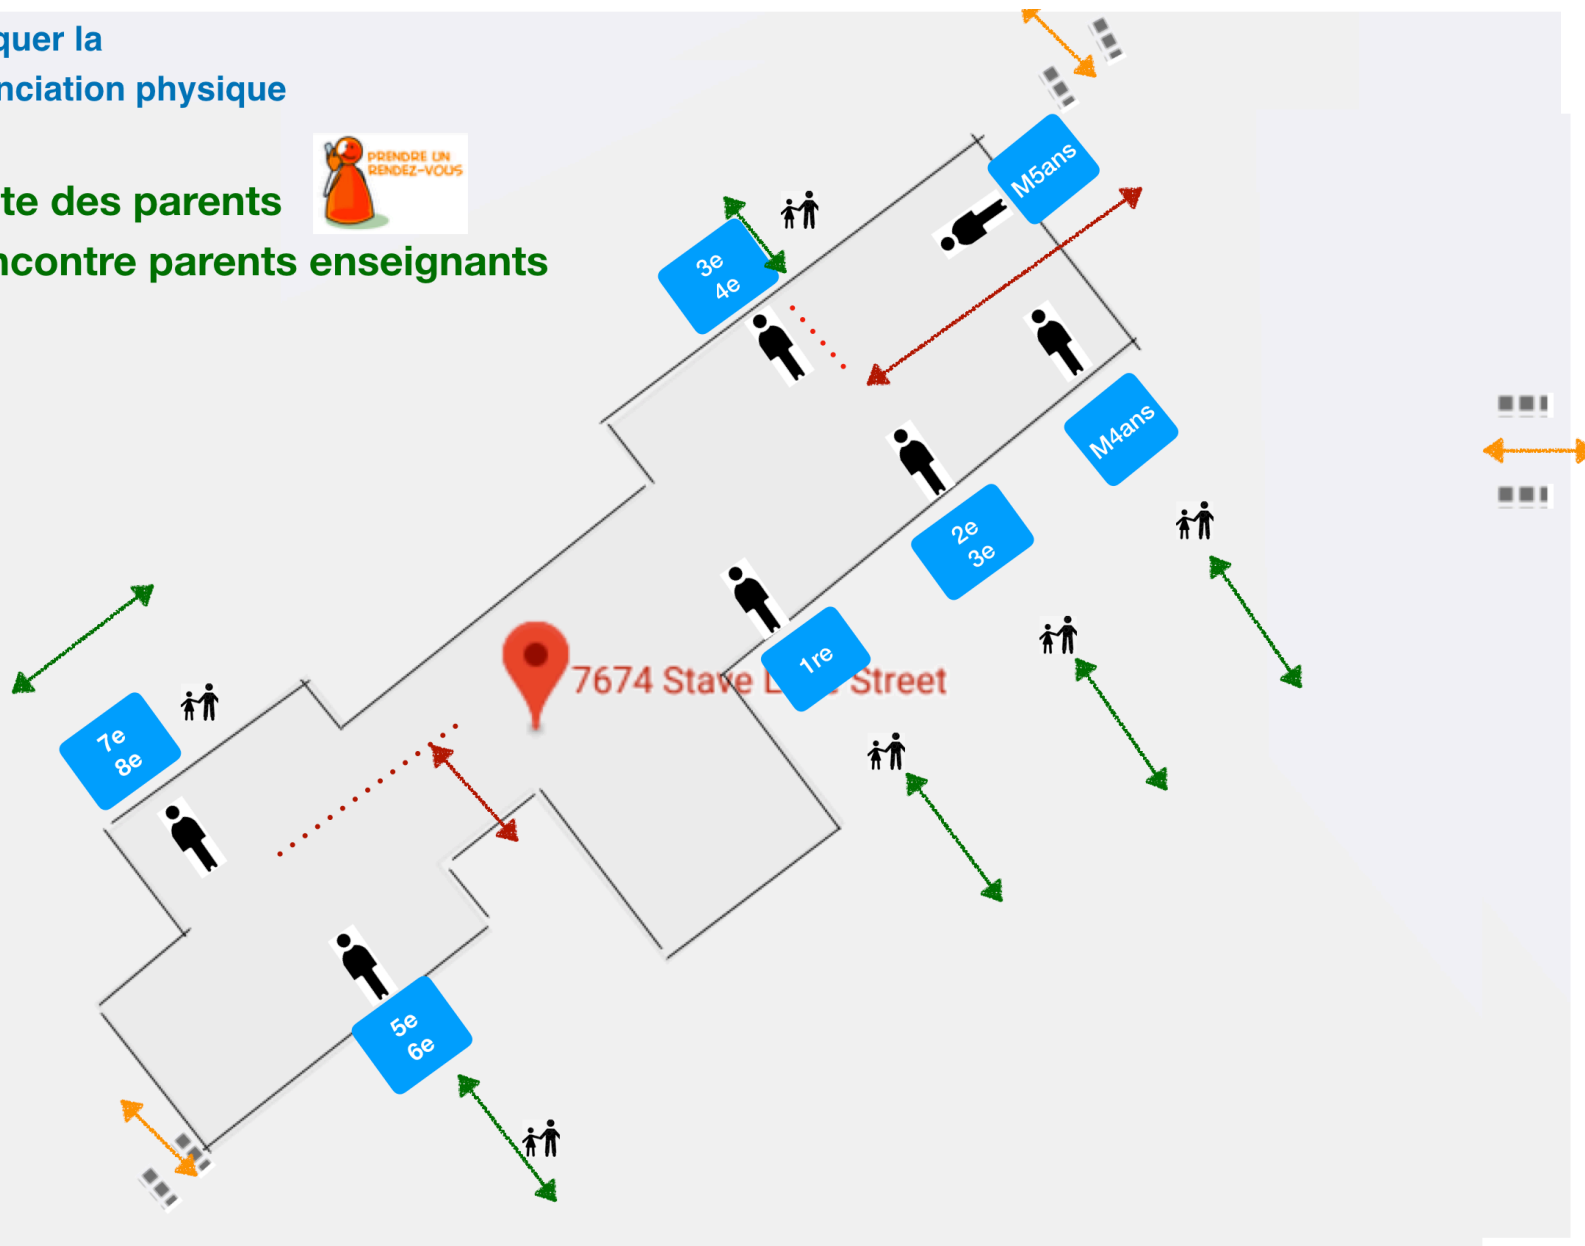 quer la
nciation physique
PRENDRE UN
RENDEZ-VOUS
te des parents
ncontre parents enseignants
M5ans
3e
4e
M4ans
2e
3e
1re
7674 Stave L Street
7e
8e
5e
6e